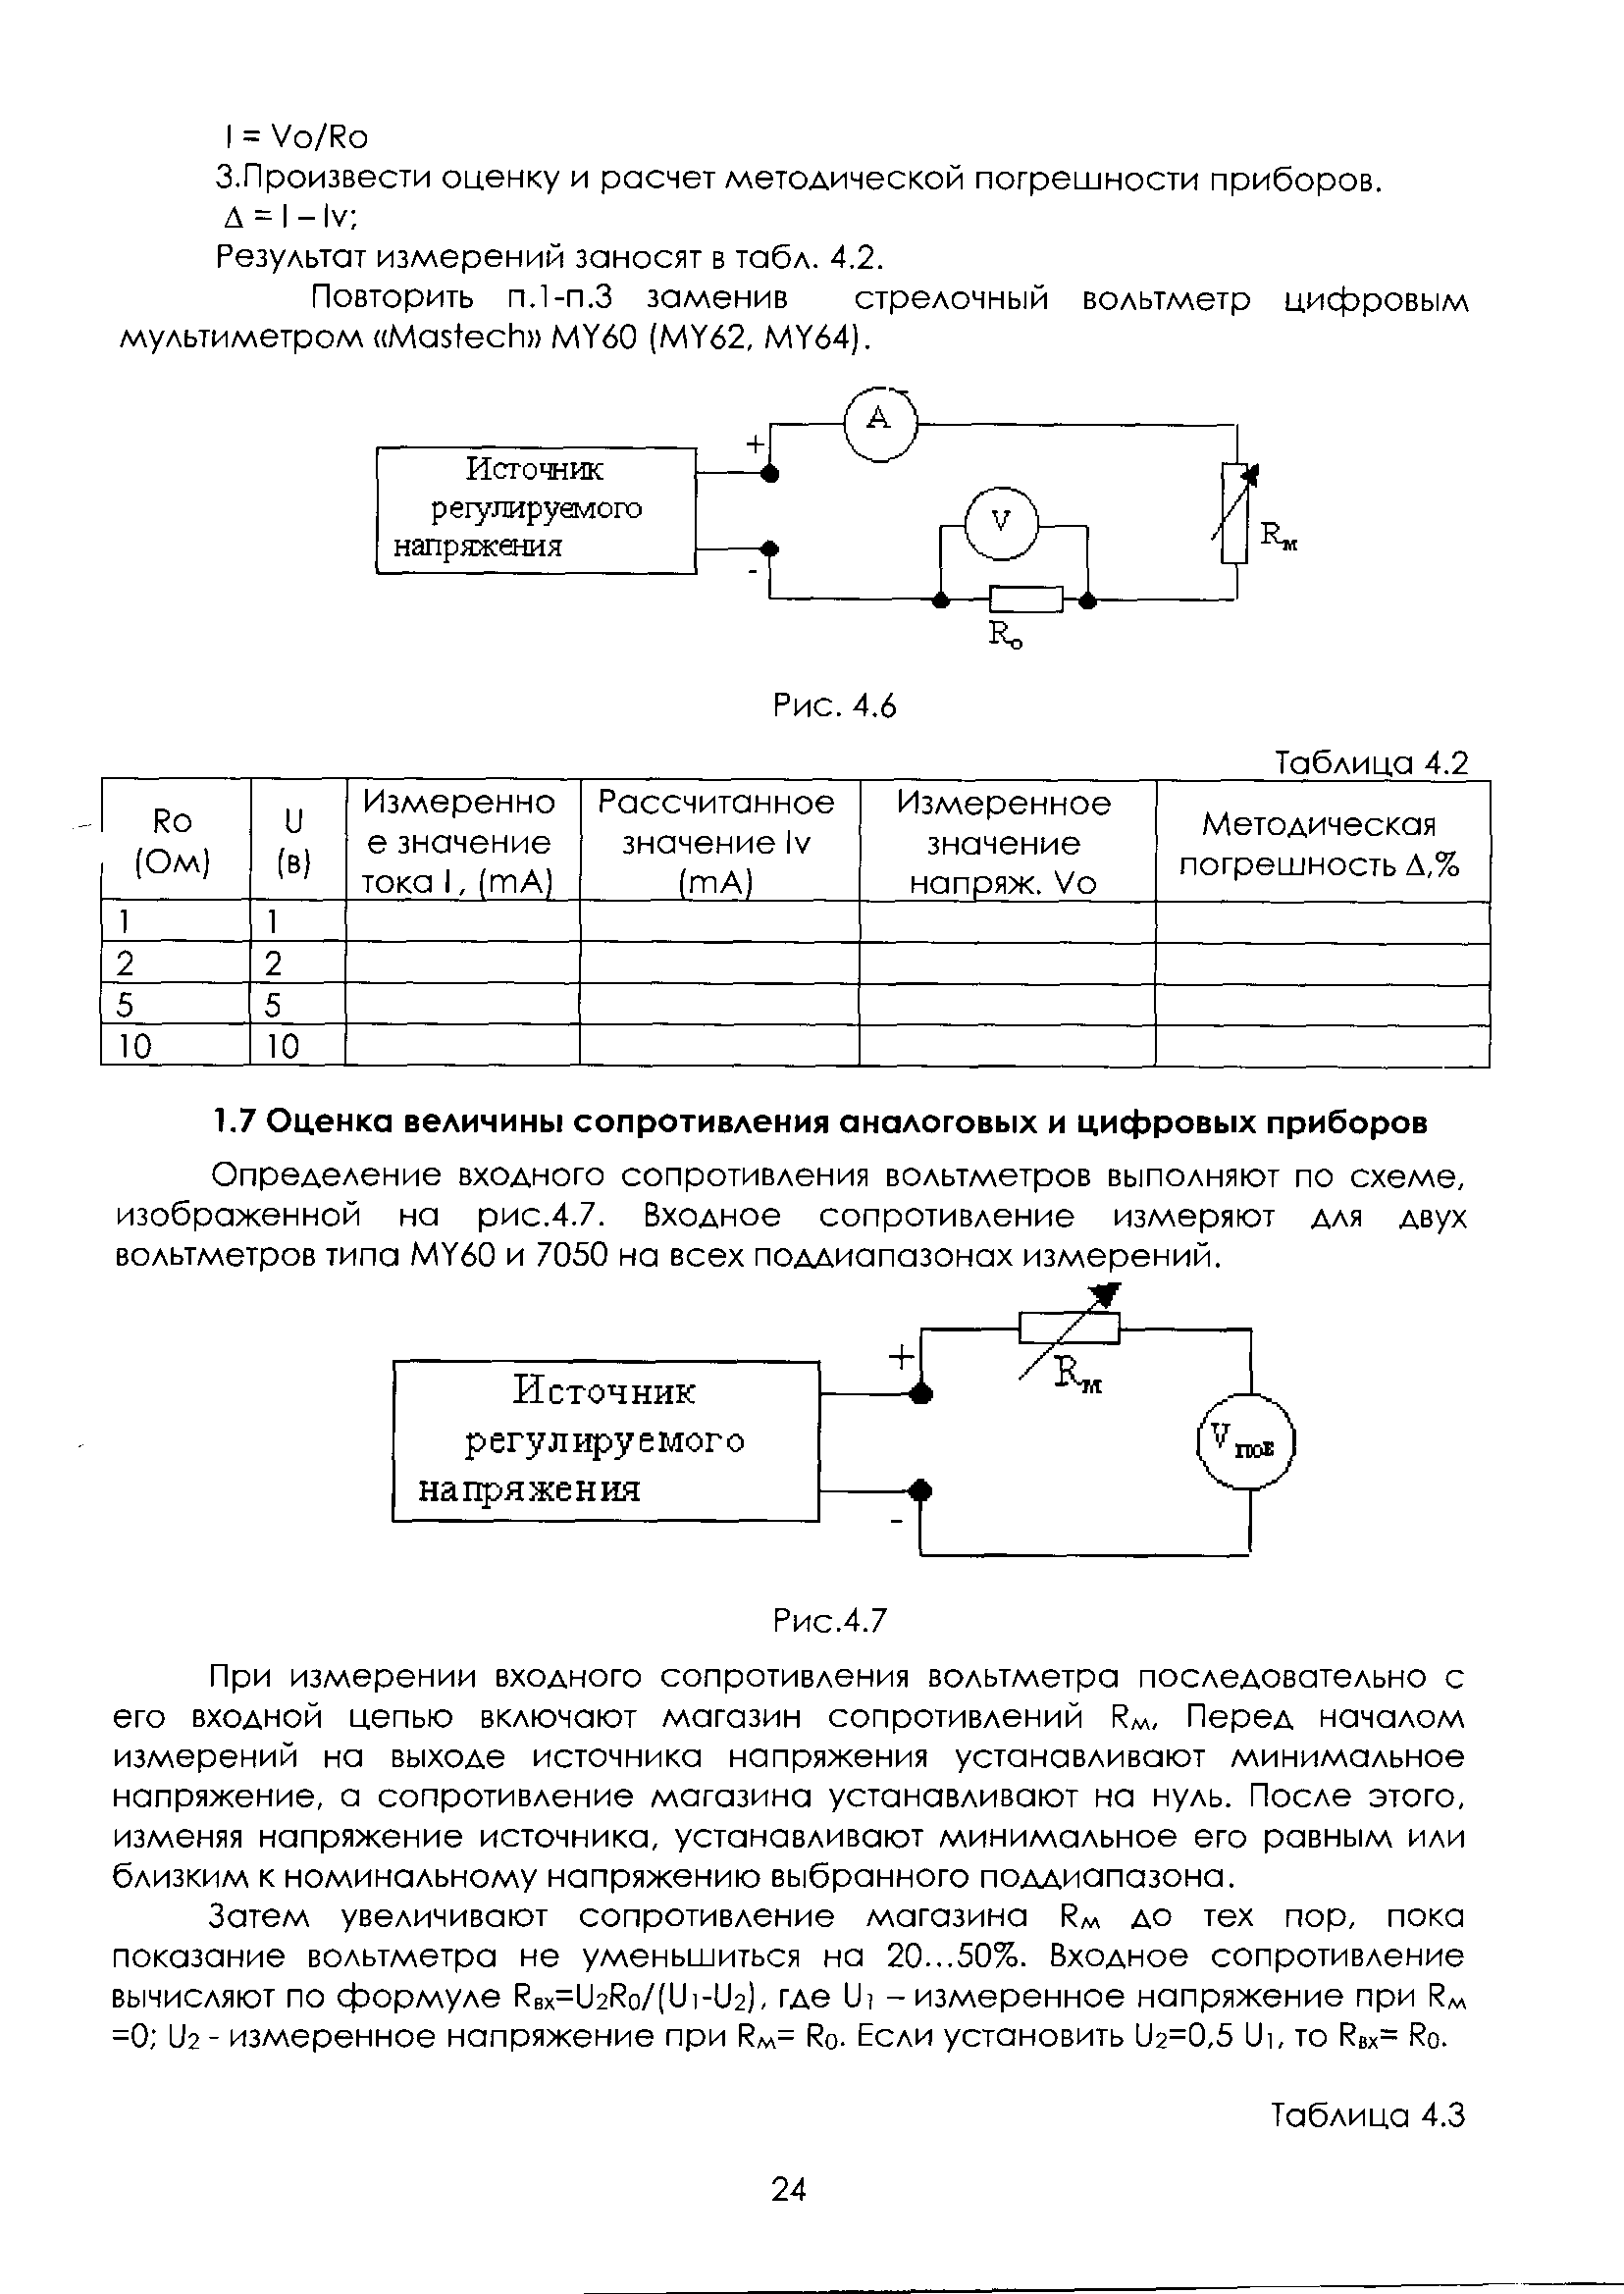 I = Vo/Ro
3.Произвести оценку и расчет методической погрешности приборов.
Δ = I – Iv;
Результат измерений заносят в табл. 4.2.
Повторить п.1-п.3 заменив стрелочный вольтметр цифровым
мультиметром «Mastech» MY60 (MY62, MY64).
A
+
Источник
регулируемого
напряжения
-
V
Rм
Ro
Рис. 4.6
Таблица 4.2
Ro (Ом)
U (в)
Измеренно
е значение
тока I, (mA)
Рассчитанное
значение Iv
(mA)
Измеренное
значение
напряж. Vo
Методическая
погрешность Δ,%
1 1
2 2
5 5
10 10
1.7 Оценка величины сопротивления аналоговых и цифровых приборов
Определение входного сопротивления вольтметров выполняют по схеме,
изображенной на рис.4.7. Входное сопротивление измеряют для двух
вольтметров типа MY60 и 7050 на всех поддиапазонах измерений.
+
Rм
Источник
регулируемого
напряжения
Vпов
-
Рис.4.7
При измерении входного сопротивления вольтметра последовательно с
его входной цепью включают магазин сопротивлений Rм, Перед началом
измерений на выходе источника напряжения устанавливают минимальное
напряжение, а сопротивление магазина устанавливают на нуль. После этого,
изменяя напряжение источника, устанавливают минимальное его равным или
близким к номинальному напряжению выбранного поддиапазона.
Затем увеличивают сопротивление магазина Rм до тех пор, пока
показание вольтметра не уменьшиться на 20...50%. Входное сопротивление
вычисляют по формуле Rвх=U2R0/(U1-U2), где U1 – измеренное напряжение при Rм
=0; U2 - измеренное напряжение при Rм= R0. Если установить U2=0,5 U1, то Rвх= R0.
Таблица 4.3
24